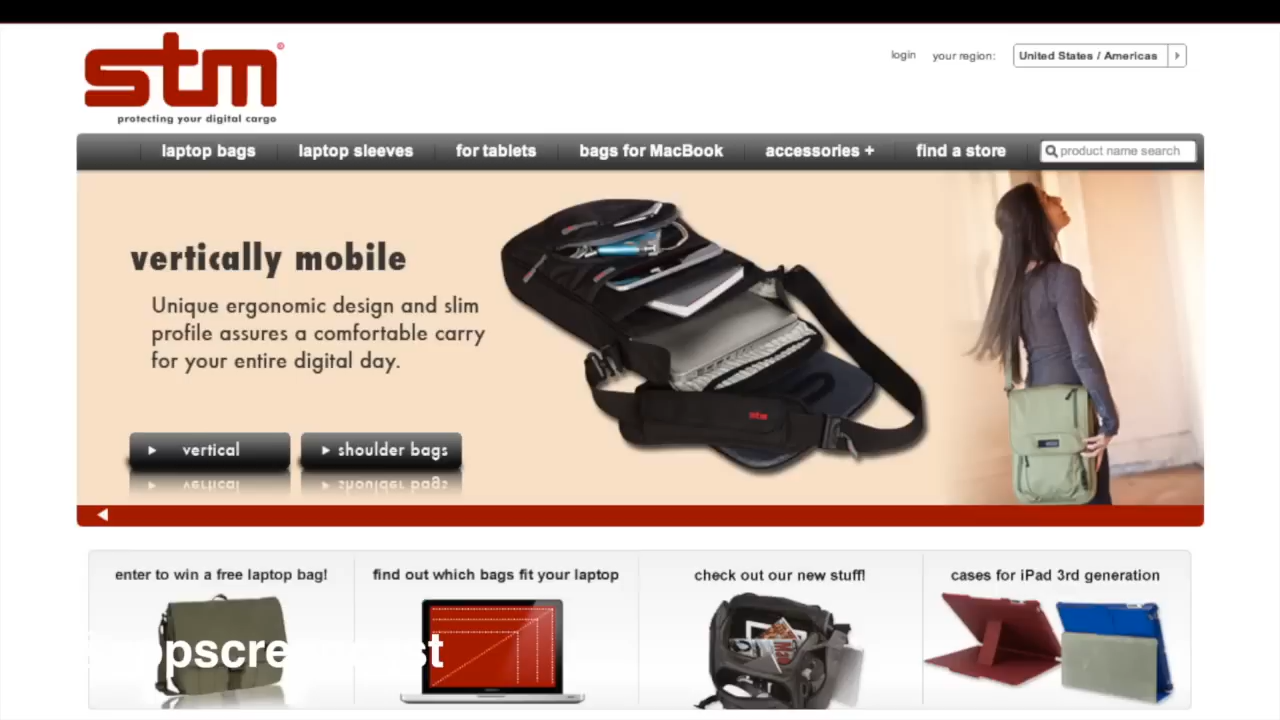 stm®
protecting your digital cargo
login
your region:
United States / Americas
laptop bags
laptop sleeves
for tablets
bags for MacBook
accessories +
find a store
product name search
vertically mobile
Unique ergonomic design and slim
profile assures a comfortable carry
for your entire digital day.
stm
vertical
shoulder bags
enter to win a free laptop bag!
find out which bags fit your laptop
check out our new stuff!
cases for iPad 3rd generation